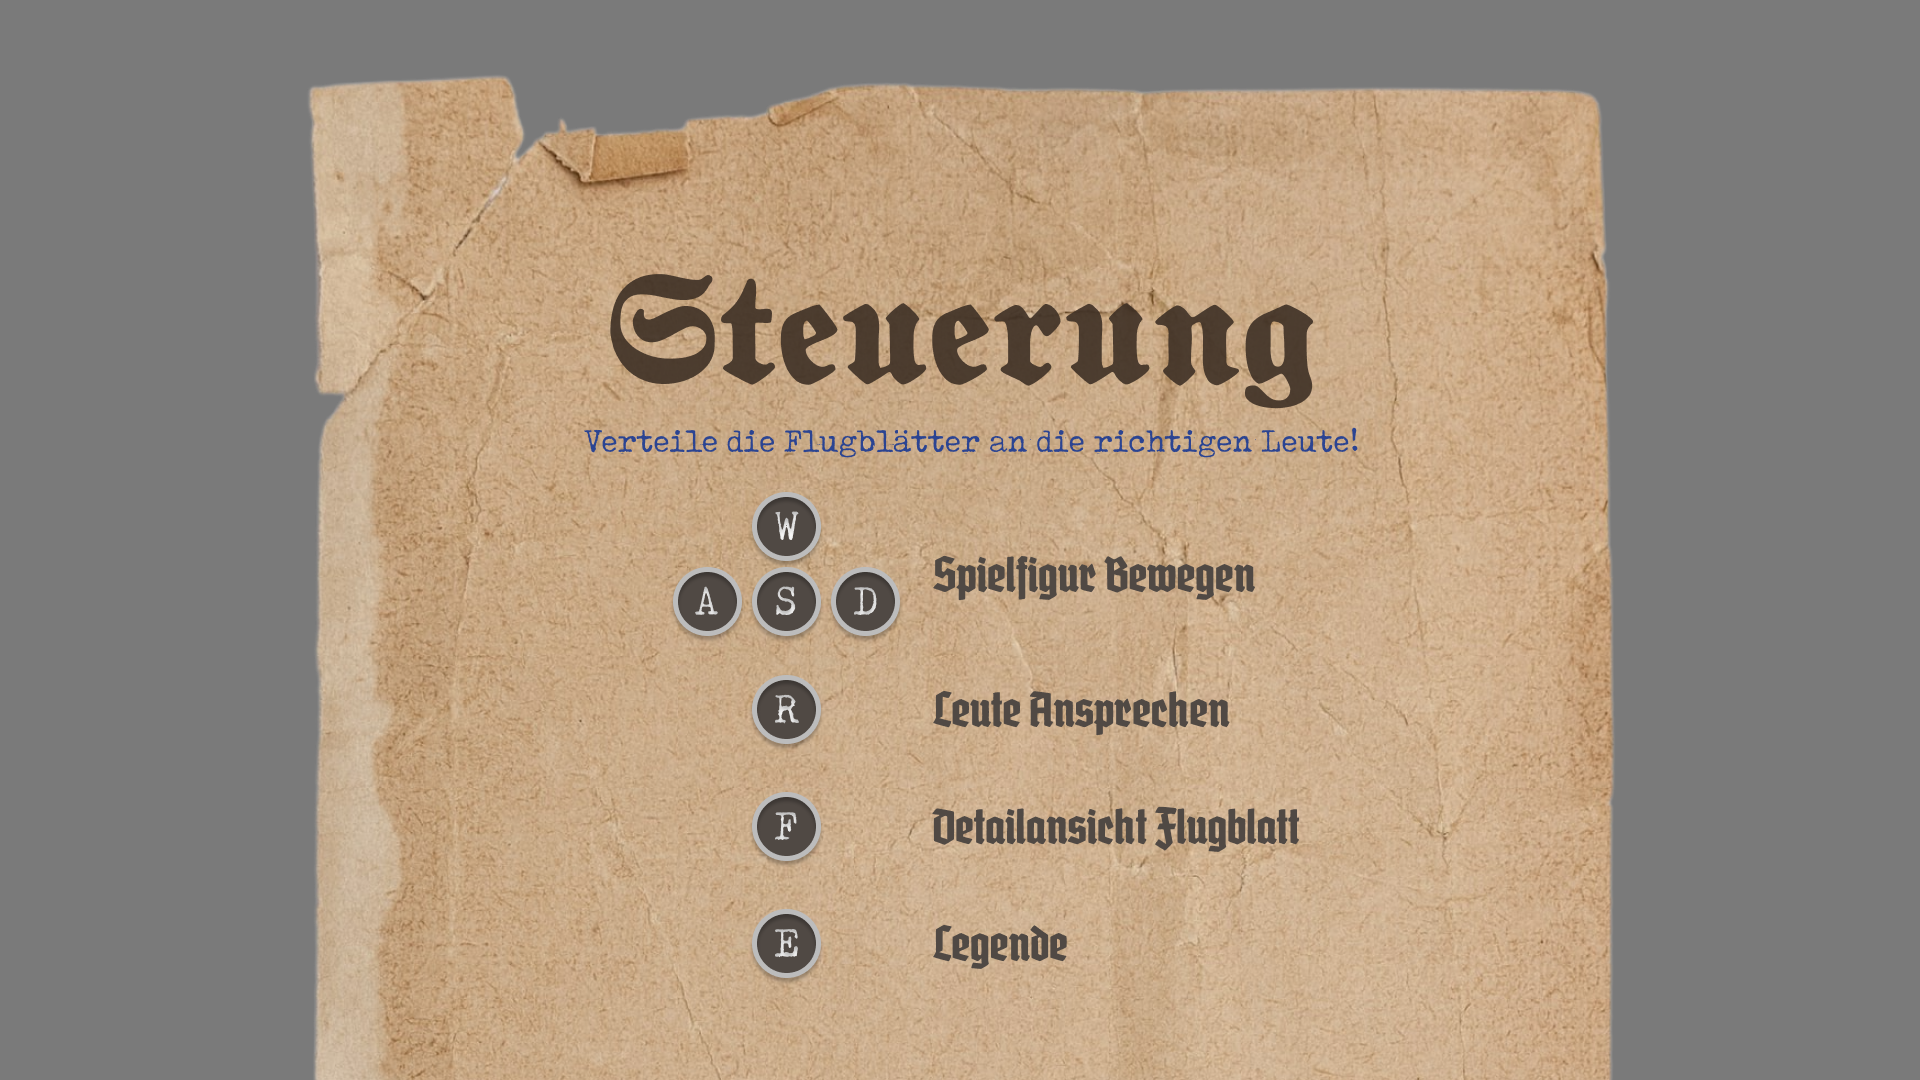 Steuerung
Verteile die Flugblätter an die richtigen Leute!
W
A S D
Spielfigur Bewegen
R
Leute Ansprechen
F
Detailansicht Flugblatt
E
Legende